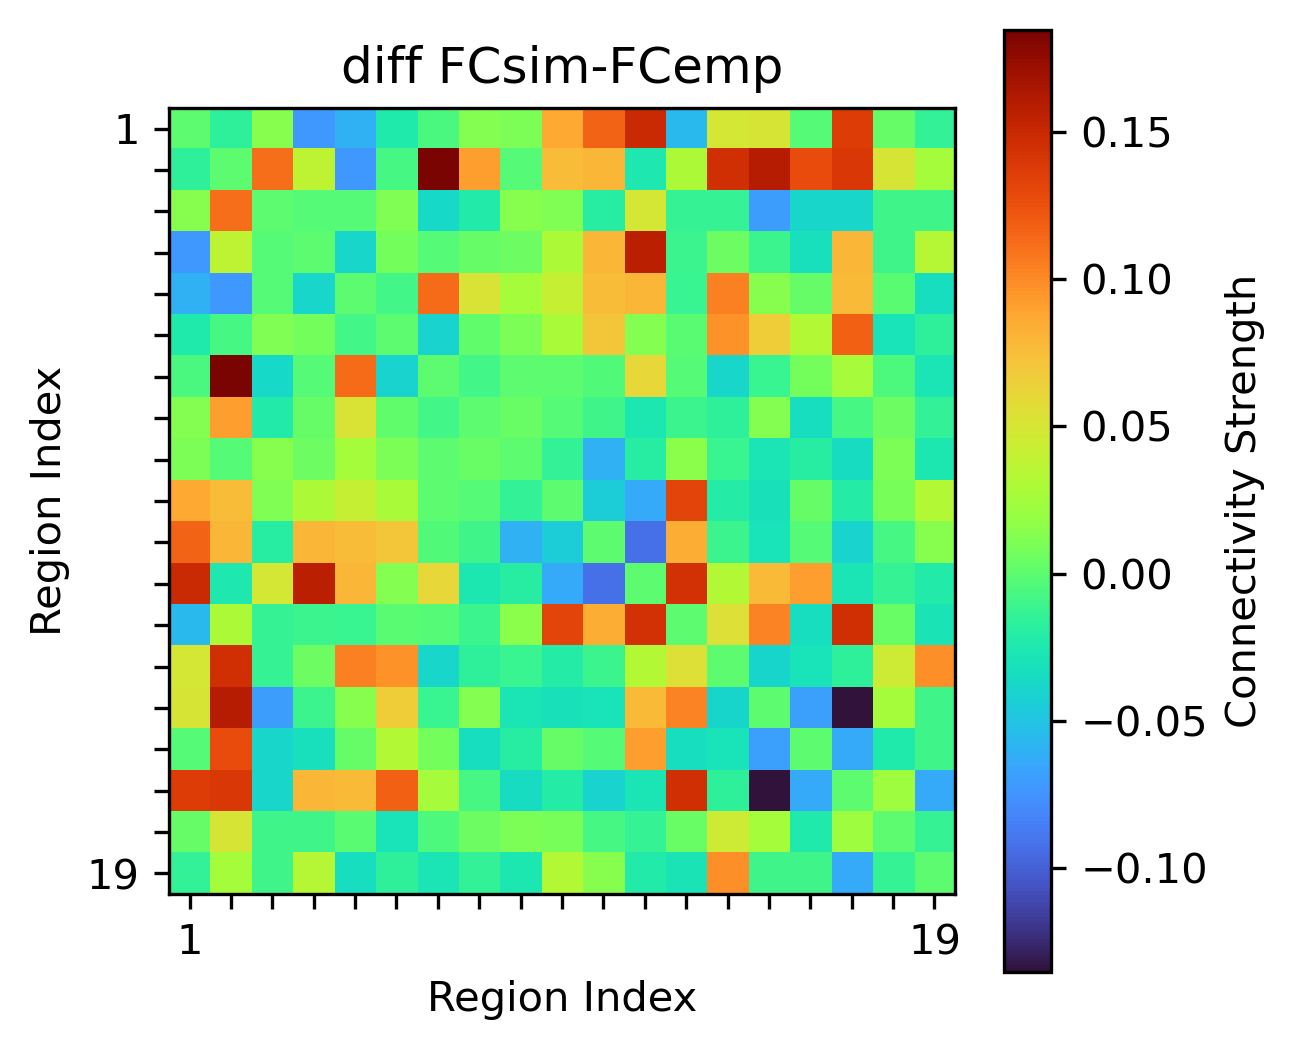 diff FCsim-FCemp
1
19
Region Index
1
19
Region Index
0.15
0.10
0.05
0.00
−0.05
−0.10
Connectivity Strength